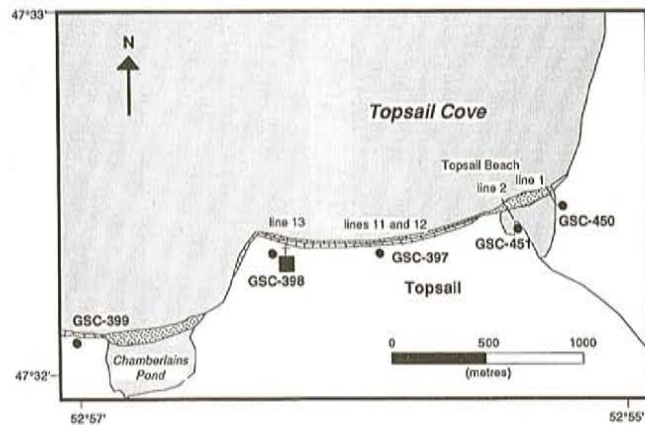 47°33'
N
Topsail Cove
Topsail Beach
line 1
line 2
GSC-450
line 13
lines 11 and 12
GSC-451
GSC-397
GSC-398
Topsail
GSC-399
0 500 1000
(metres)
Chamberlains
Pond
47°32'
52°57'
52°55'